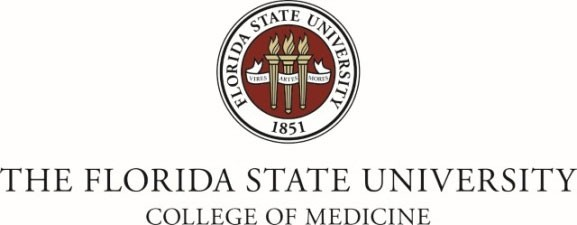 FLORIDA STATE UNIVERSITY
VIRES ARTES MORES
1851
THE FLORIDA STATE UNIVERSITY
COLLEGE OF MEDICINE